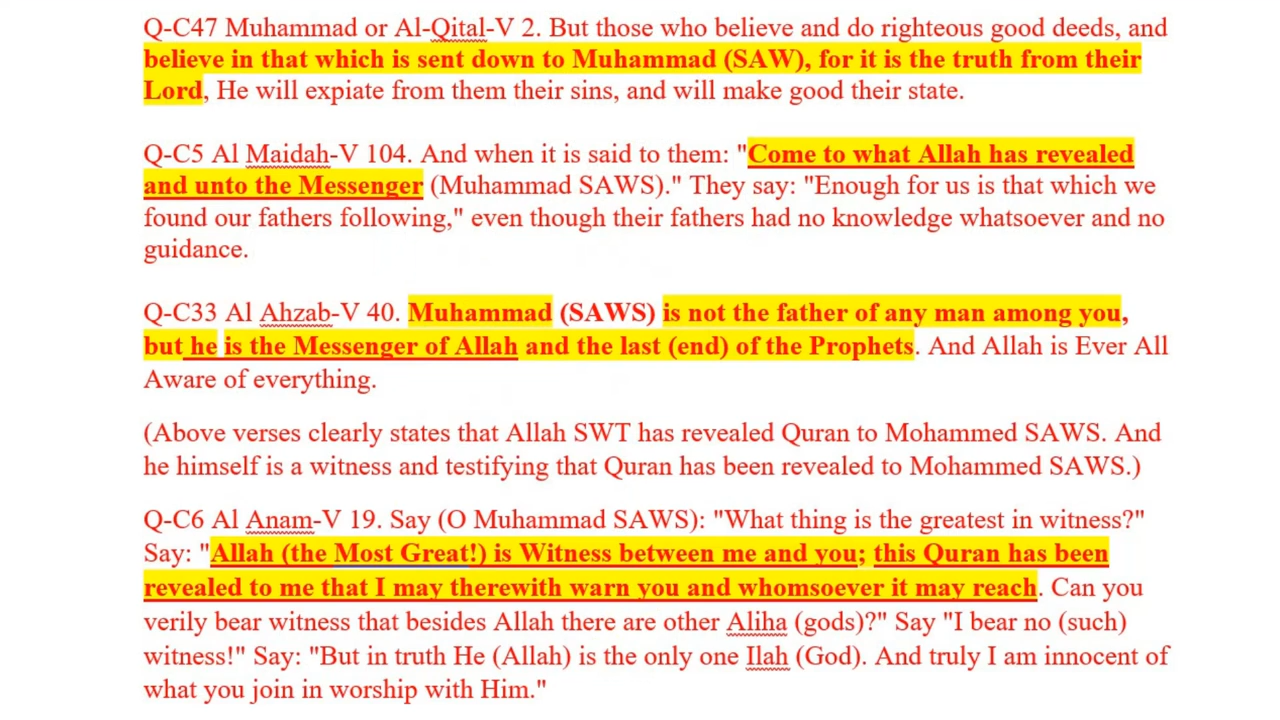 Q-C47 Muhammad or Al-Qital-V 2. But those who believe and do righteous good deeds, and
believe in that which is sent down to Muhammad (SAW), for it is the truth from their
Lord, He will expiate from them their sins, and will make good their state.
Q-C5 Al Maidah-V 104. And when it is said to them: "Come to what Allah has revealed
and unto the Messenger (Muhammad SAWS)." They say: "Enough for us is that which we
found our fathers following," even though their fathers had no knowledge whatsoever and no
guidance.
Q-C33 Al Ahzab-V 40. Muhammad (SAWS) is not the father of any man among you,
but he is the Messenger of Allah and the last (end) of the Prophets. And Allah is Ever All
Aware of everything.
(Above verses clearly states that Allah SWT has revealed Quran to Mohammed SAWS. And
he himself is a witness and testifying that Quran has been revealed to Mohammed SAWS.)
Q-C6 Al Anam-V 19. Say (O Muhammad SAWS): "What thing is the greatest in witness?"
Say: "Allah (the Most Great!) is Witness between me and you; this Quran has been
revealed to me that I may therewith warn you and whomsoever it may reach. Can you
verily bear witness that besides Allah there are other Aliha (gods)?" Say "I bear no (such)
witness!" Say: "But in truth He (Allah) is the only one Ilah (God). And truly I am innocent of
what you join in worship with Him."